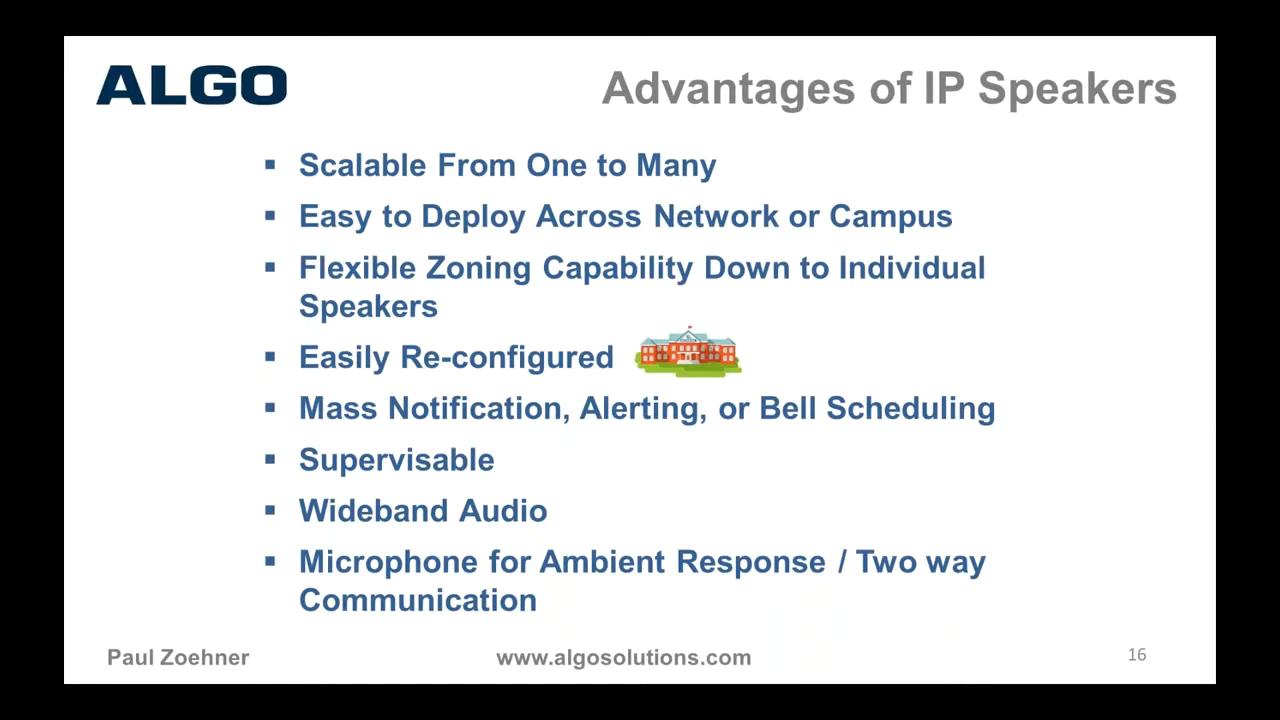 ALGO
Advantages of IP Speakers
▪ Scalable From One to Many
▪ Easy to Deploy Across Network or Campus
▪ Flexible Zoning Capability Down to Individual
Speakers
▪ Easily Re-configured
▪ Mass Notification, Alerting, or Bell Scheduling
▪ Supervisable
▪ Wideband Audio
▪ Microphone for Ambient Response / Two way
Communication
Paul Zoehner
www.algosolutions.com
16